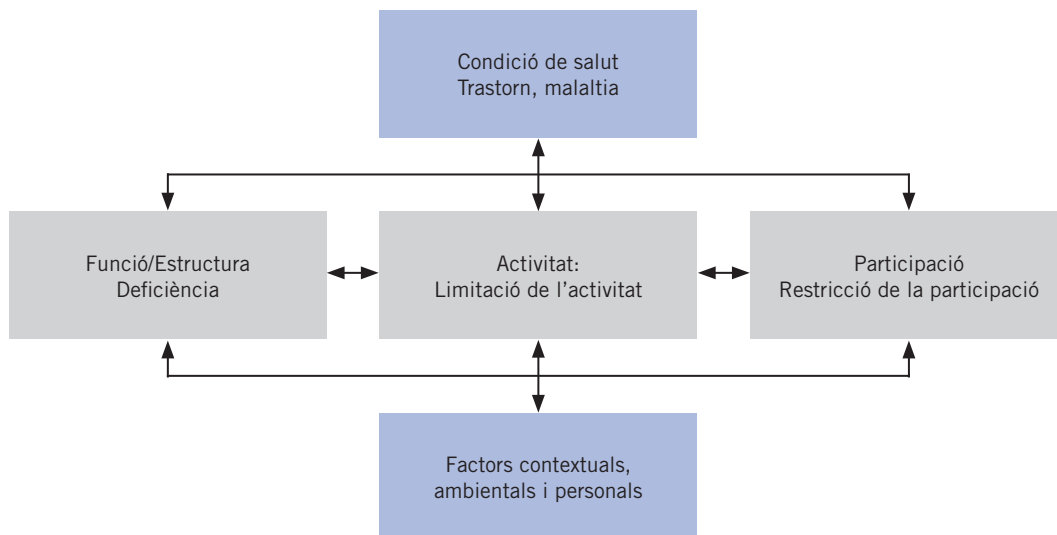 Condició de salut
Trastorn, malaltia
Funció/Estructura
Deficiència
Activitat:
Limitació de l’activitat
Participació
Restricció de la participació
Factors contextuals,
ambientals i personals